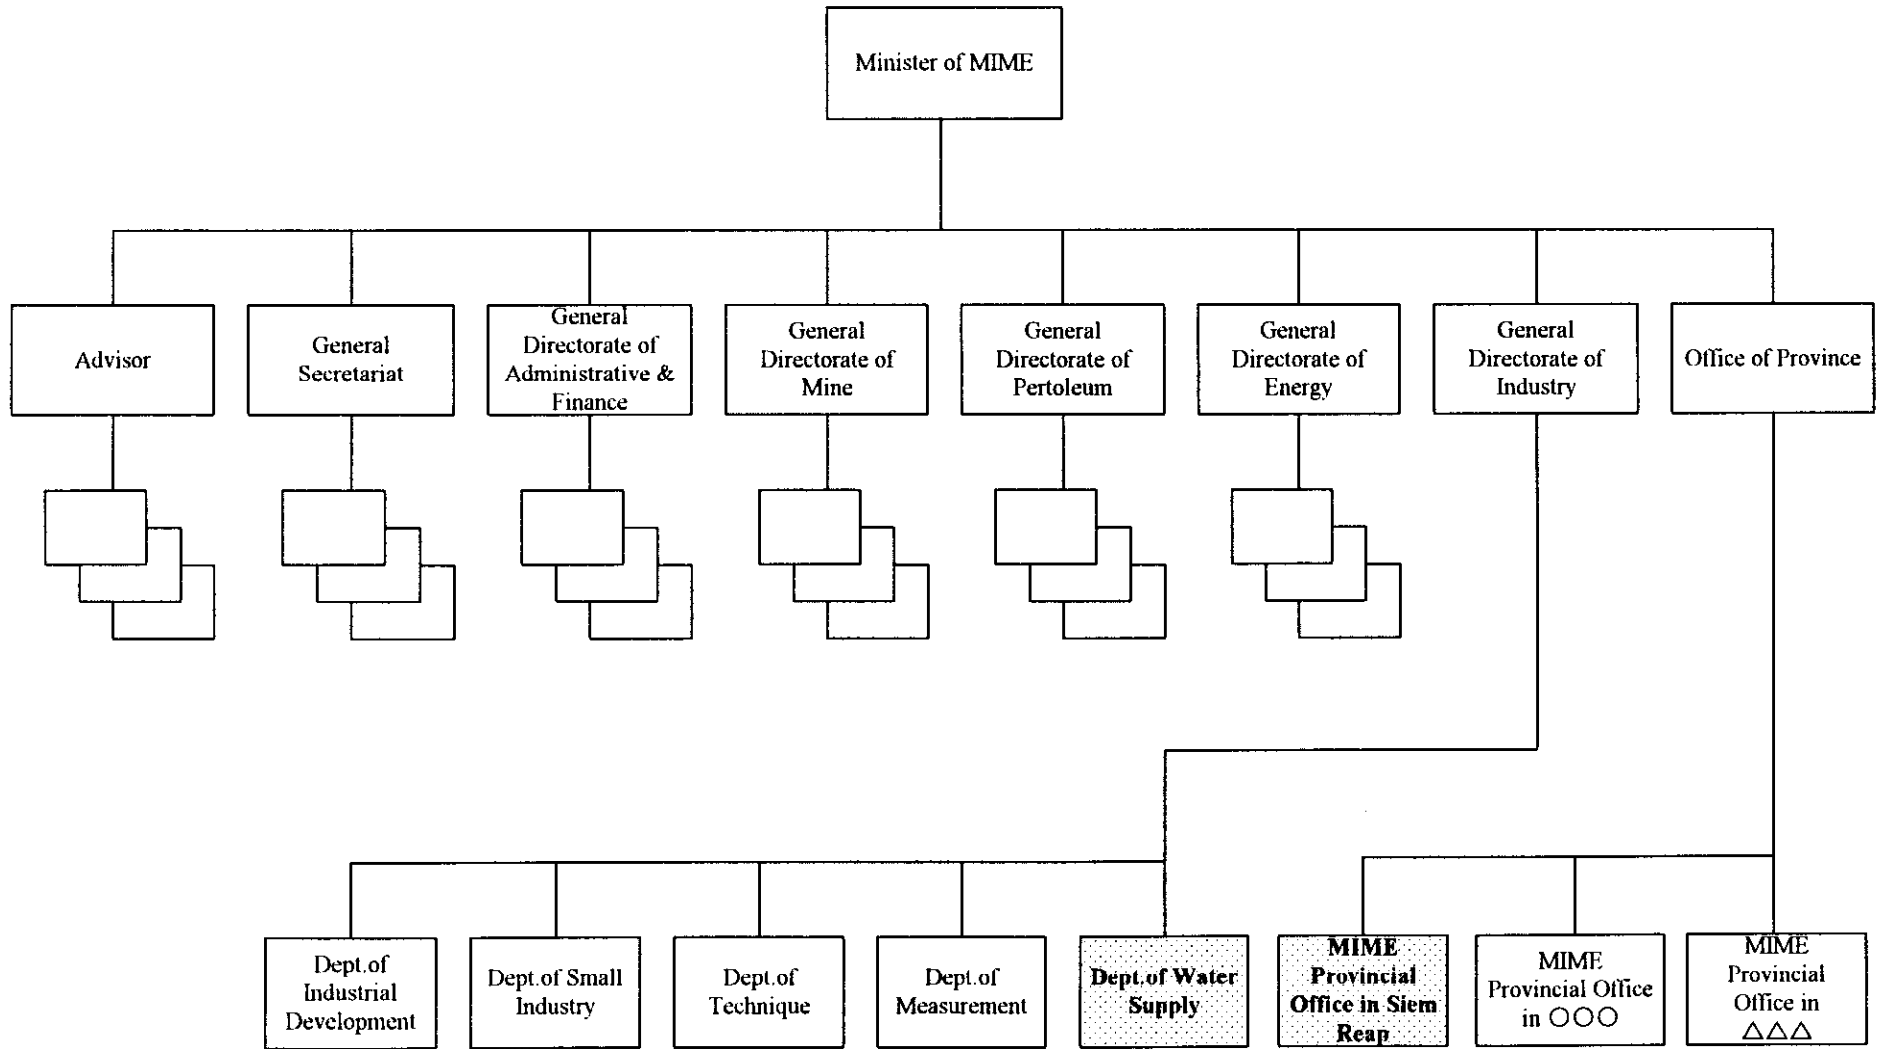 Minister of MIME
Advisor
General
Secretariat
General
Directorate of
Administrative &
Finance
General
Directorate of
Mine
General
Directorate of
Pertoleum
General
Directorate of
Energy
General
Directorate of
Industry
Office of Province
Dept.of
Industrial
Development
Dept.of Small
Industry
Dept.of
Technique
Dept.of
Measurement
Dept.of Water
Supply
MIME
Provincial
Office in Siem
Reap
MIME
Provincial Office
in ○○○
MIME
Provincial
Office in
△△△